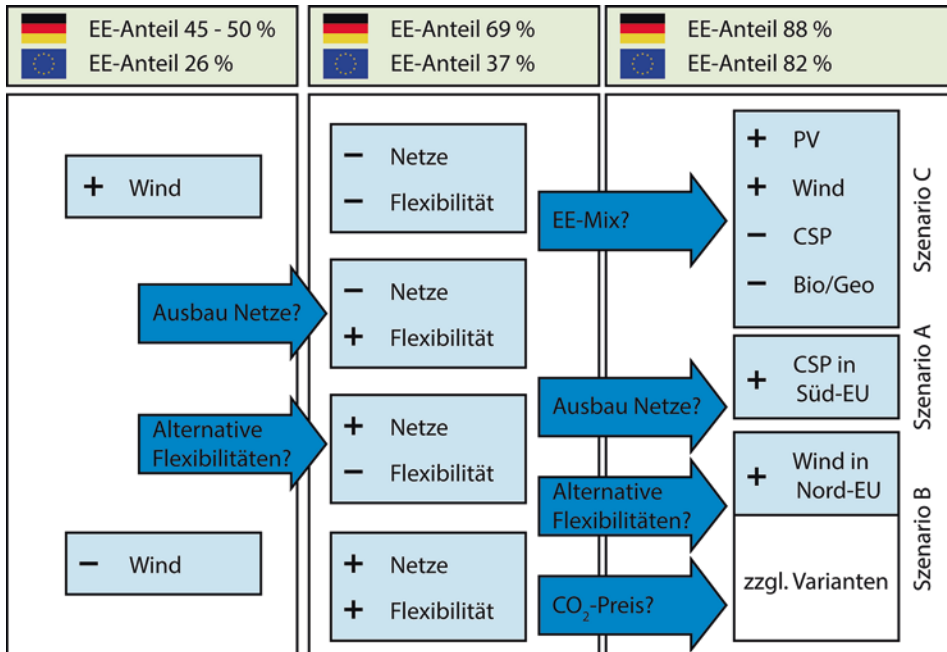 EE-Anteil 45 - 50 %
EE-Anteil 26 %
EE-Anteil 69 %
EE-Anteil 37 %
EE-Anteil 88 %
EE-Anteil 82 %
+ Wind
Ausbau Netze?
Alternative
Flexibilitäten?
− Wind
− Netze
− Flexibilität
− Netze
+ Flexibilität
+ Netze
− Flexibilität
+ Netze
+ Flexibilität
EE-Mix?
Ausbau Netze?
Alternative
Flexibilitäten?
CO₂-Preis?
+ PV
+ Wind
− CSP
− Bio/Geo
Szenario C
+ CSP in
Süd-EU
Szenario A
+ Wind in
Nord-EU
zzgl. Varianten
Szenario B